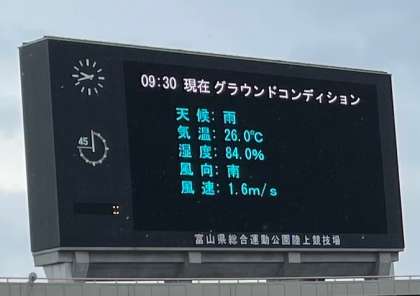 09:30 現在 グラウンドコンディション
天 候: 雨
気 温: 26.0℃
湿 度: 84.0%
風 向: 南
風 速: 1.6m/s
45
富山県総合運動公園陸上競技場